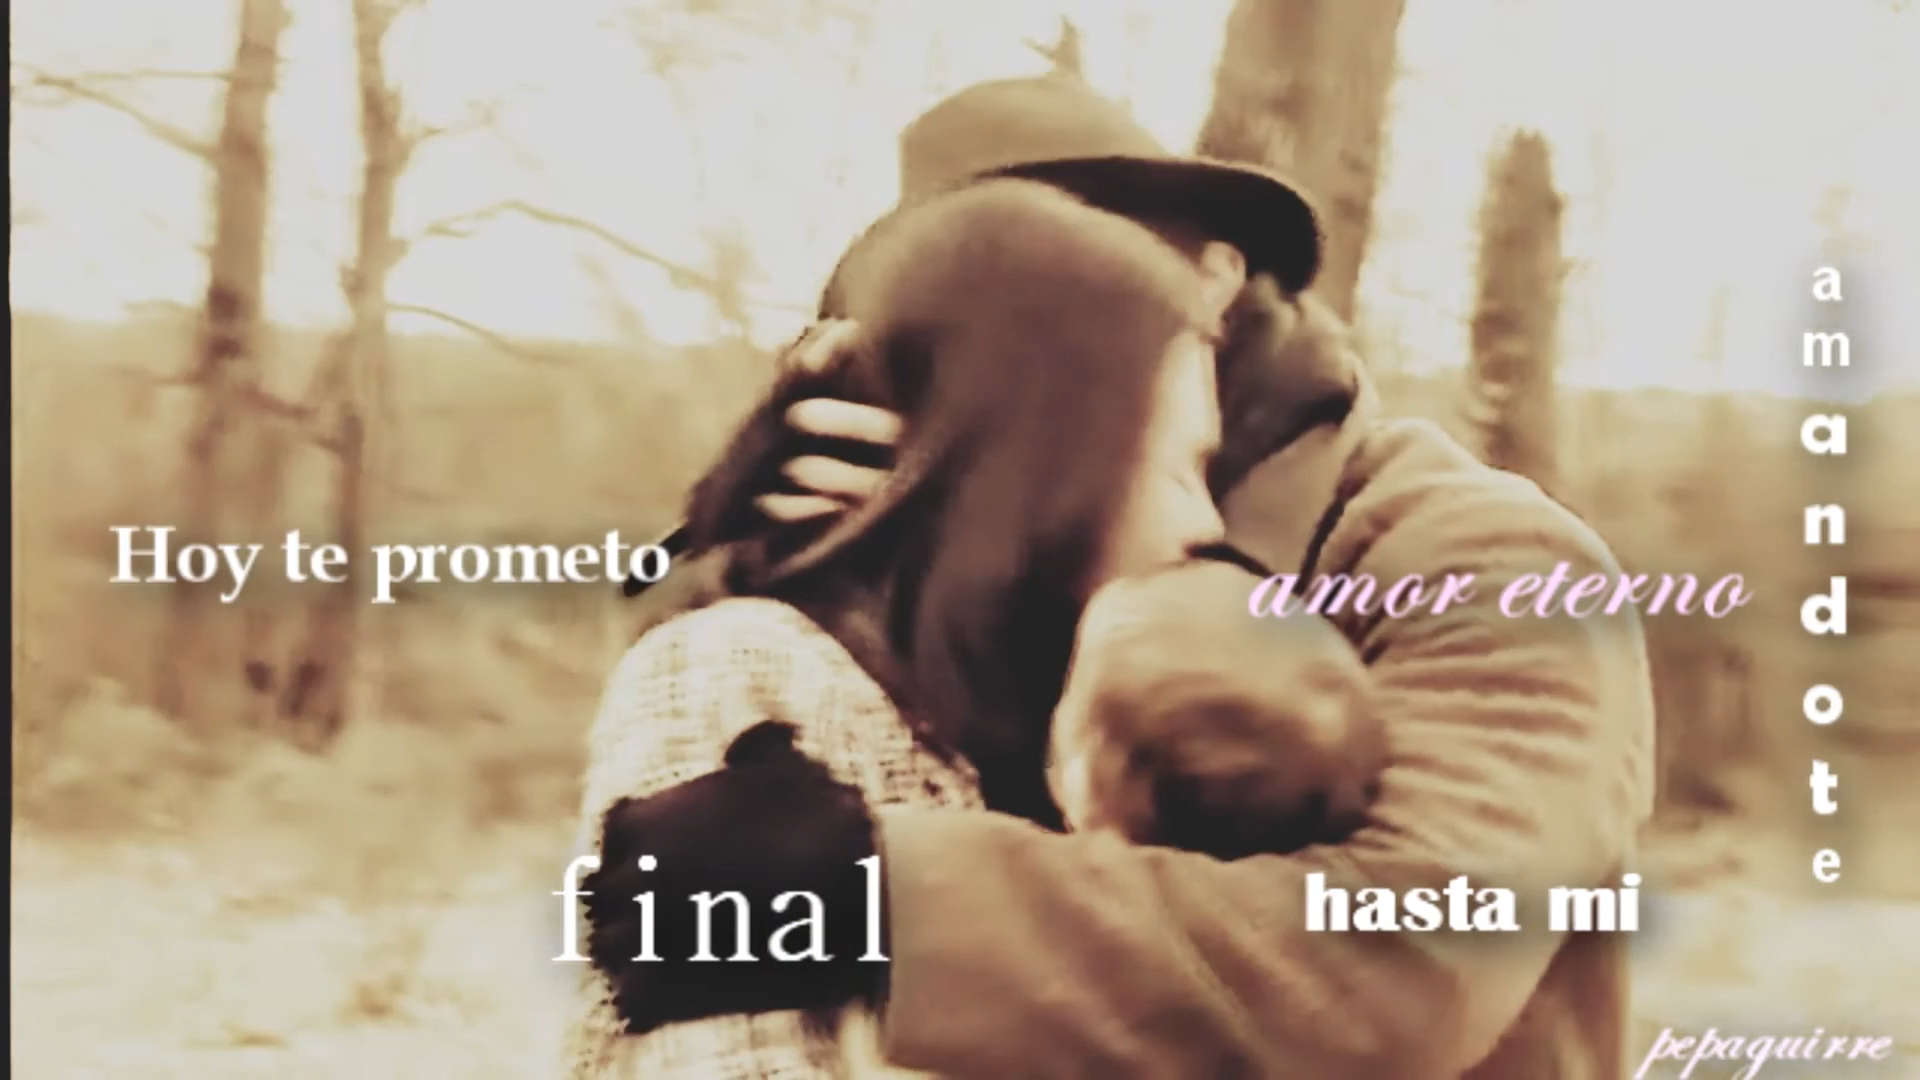 Hoy te prometo
amor eterno
amandote
hasta mi
final
pepaguirre